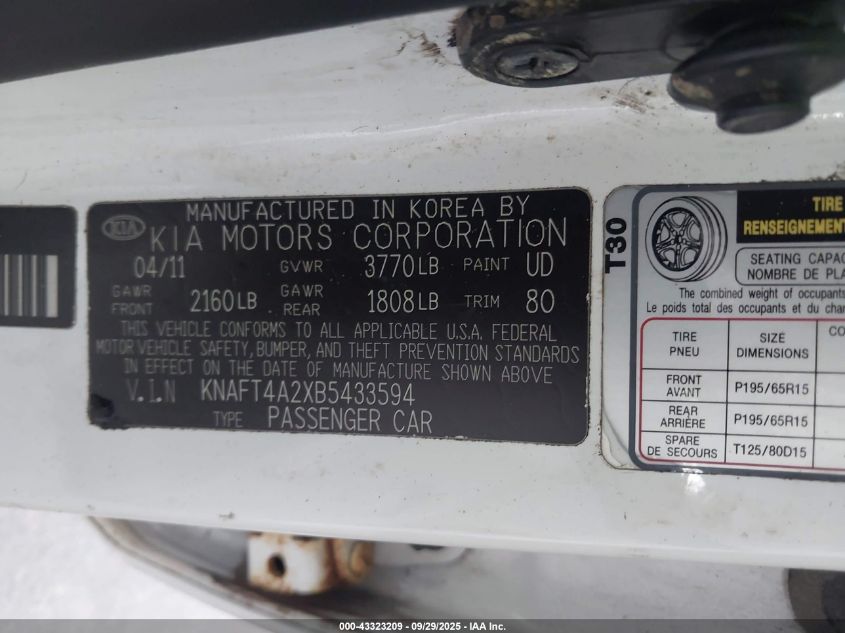 MANUFACTURED IN KOREA BY
KIA KIA MOTORS CORPORATION
04/11 GVWR 3770LB PAINT UD
GAWR FRONT 2160LB GAWR REAR 1808LB TRIM 80
THIS VEHICLE CONFORMS TO ALL APPLICABLE U.S.A. FEDERAL
MOTOR VEHICLE SAFETY, BUMPER, AND THEFT PREVENTION STANDARDS
IN EFFECT ON THE DATE OF MANUFACTURE SHOWN ABOVE
V.I.N KNAFT4A2XB5433594
TYPE PASSENGER CAR
T30
TIRE
RENSEIGNEMENT
SEATING CAPAC
NOMBRE DE PLA
The combined weight of occupants
Le poids total des occupants et du char
TIRE PNEU SIZE DIMENSIONS CO
FRONT AVANT P195/65R15
REAR ARRIÈRE P195/65R15
SPARE DE SECOURS T125/80D15
000-43323209 - 09/29/2025 - IAA Inc.